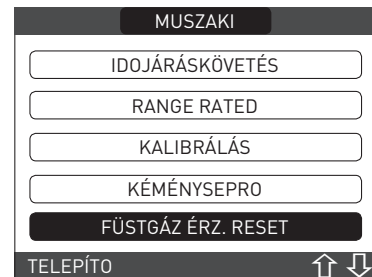 MUSZAKI
IDOJÁRÁSKÖVETÉS
RANGE RATED
KALIBRÁLÁS
KÉMÉNYSEPRO
FÜSTGÁZ ÉRZ. RESET
TELEPÍTO